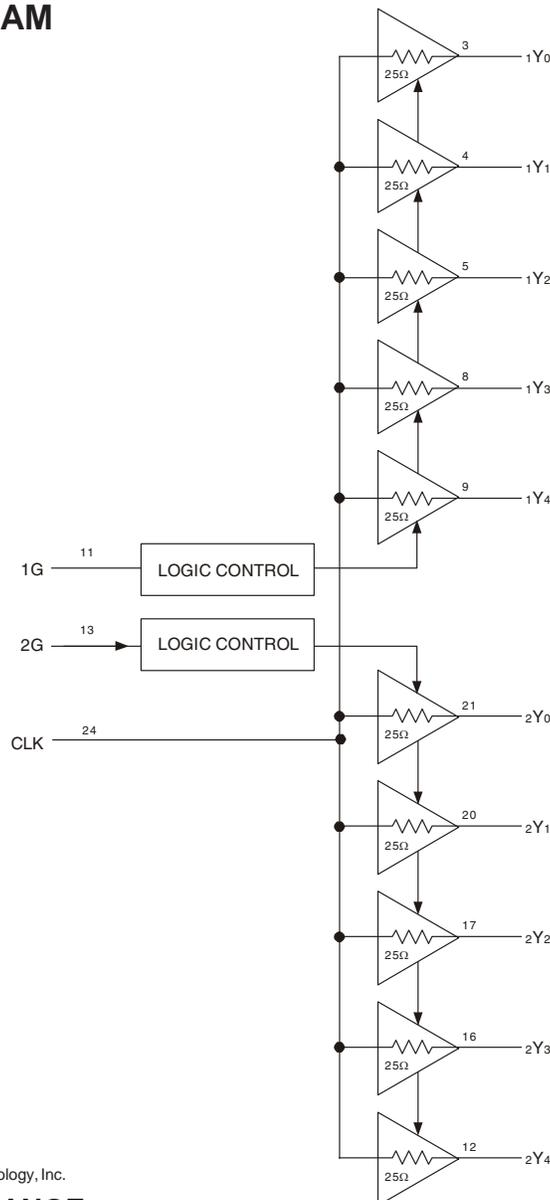 AM
3
1Y0
25Ω
4
1Y1
25Ω
5
1Y2
25Ω
8
1Y3
25Ω
9
1Y4
25Ω
11
1G
LOGIC CONTROL
13
2G
LOGIC CONTROL
21
2Y0
25Ω
24
CLK
20
2Y1
25Ω
17
2Y2
25Ω
16
2Y3
25Ω
12
2Y4
ology, Inc.
25Ω